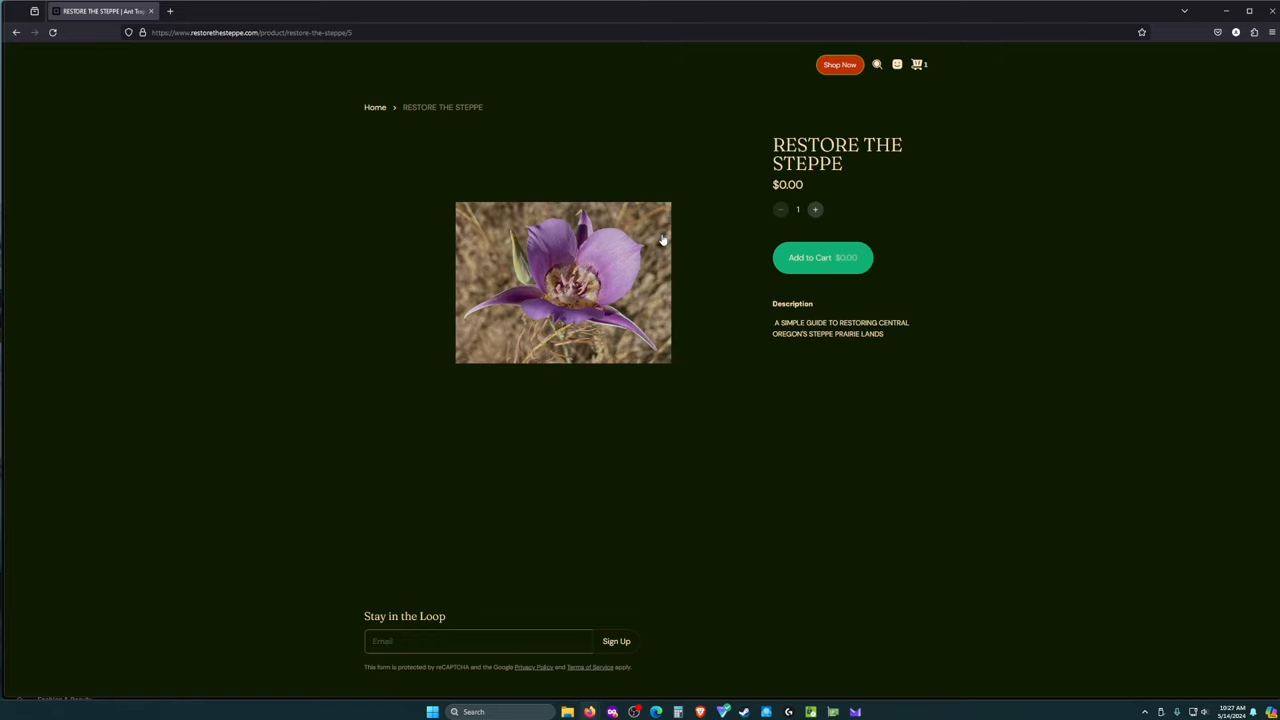 RESTORE THE STEPPE | Ant Trap
https://www.restorethesteppe.com/product/restore-the-steppe/5
Shop Now
1
Home > RESTORE THE STEPPE
RESTORE THE
STEPPE
$0.00
− 1 +
Add to Cart $0.00
Description
A SIMPLE GUIDE TO RESTORING CENTRAL
OREGON'S STEPPE PRAIRIE LANDS
Stay in the Loop
Email
Sign Up
This form is protected by reCAPTCHA and the Google Privacy Policy and Terms of Service apply.
Search
10:27 AM
5/14/2024